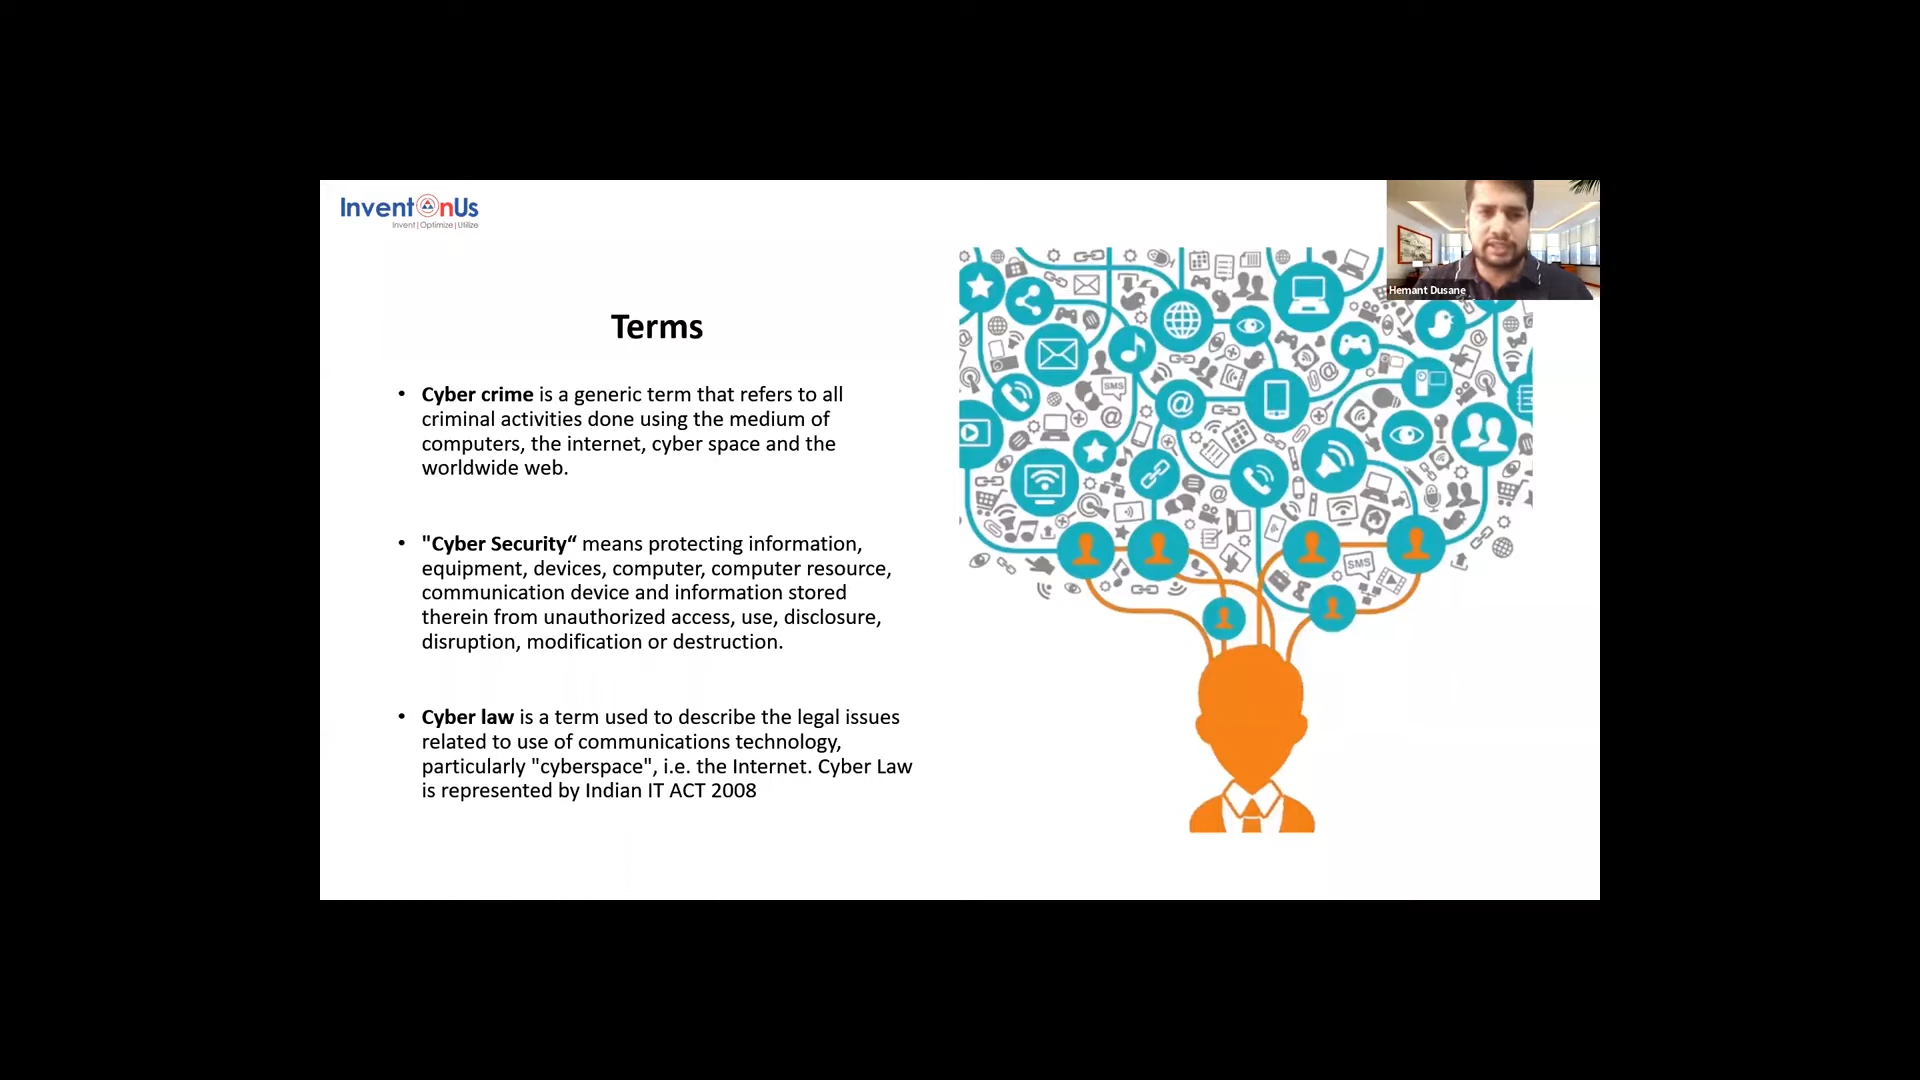 InventOnUs
Invent|Optimize|Utilize
Hemant Dusane
Terms
• Cyber crime is a generic term that refers to all
criminal activities done using the medium of
computers, the internet, cyber space and the
worldwide web.
• "Cyber Security“ means protecting information,
equipment, devices, computer, computer resource,
communication device and information stored
therein from unauthorized access, use, disclosure,
disruption, modification or destruction.
• Cyber law is a term used to describe the legal issues
related to use of communications technology,
particularly "cyberspace", i.e. the Internet. Cyber Law
is represented by Indian IT ACT 2008
SMS
SMS